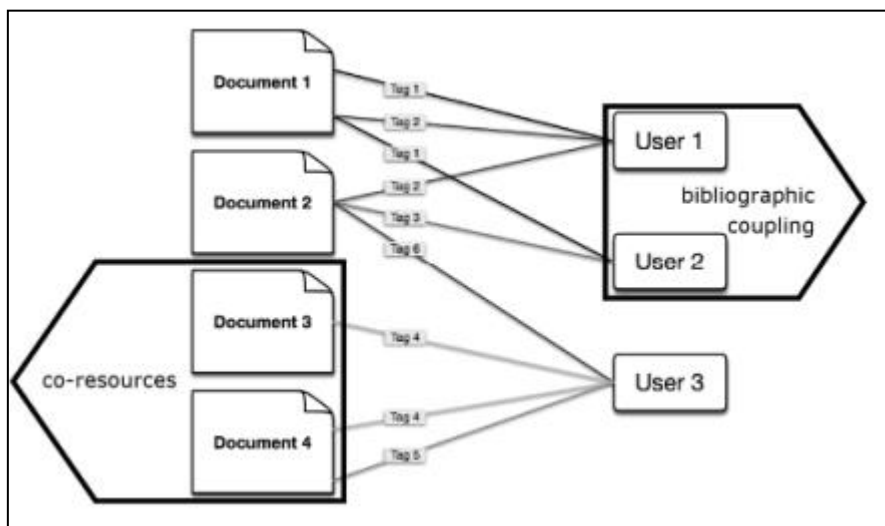 Document 1
Tag 1
Tag 2
Tag 1
User 1
bibliographic
coupling
Document 2
Tag 2
Tag 3
Tag 6
User 2
co-resources
Document 3
Tag 4
User 3
Document 4
Tag 4
Tag 5